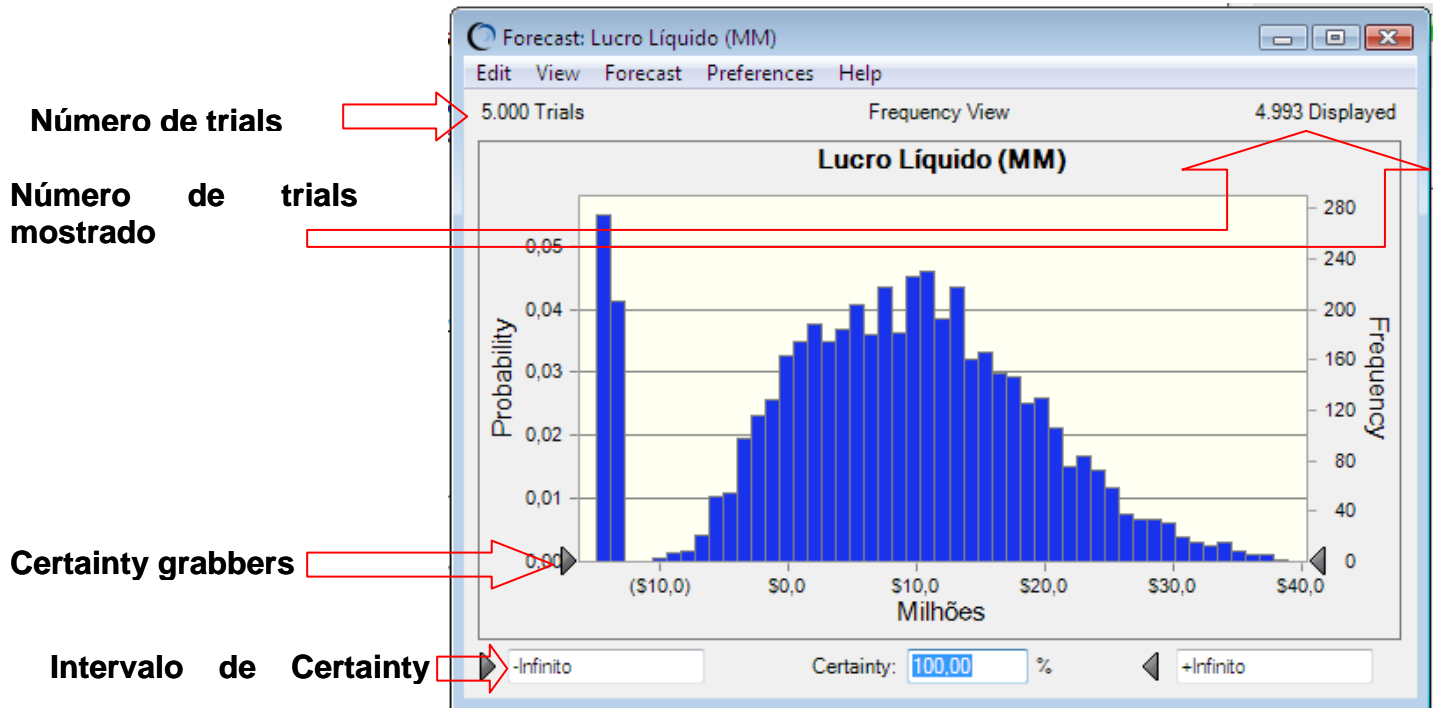 Forecast: Lucro Líquido (MM)
Edit View Forecast Preferences Help
Número de trials
5.000 Trials Frequency View 4.993 Displayed
Lucro Líquido (MM)
Número de trials
mostrado
Probability
0,05
0,04
0,03
0,02
0,01
0,00
280
240
200
160
120
80
40
0
Frequency
Certainty grabbers
($10,0) $0,0 $10,0 $20,0 $30,0 $40,0
Milhões
Intervalo de Certainty
-Infinito Certainty: 100,00 % +Infinito